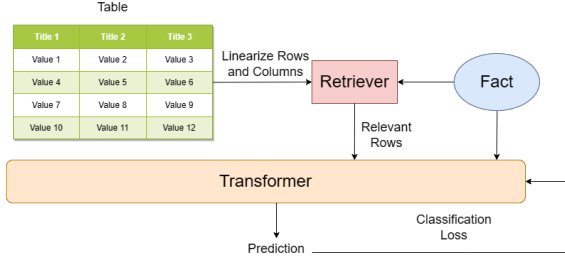 Table
Title 1 Title 2 Title 3
Value 1 Value 2 Value 3
Value 4 Value 5 Value 6
Value 7 Value 8 Value 9
Value 10 Value 11 Value 12
Linearize Rows
and Columns
Retriever
Fact
Relevant
Rows
Transformer
Classification
Loss
Prediction